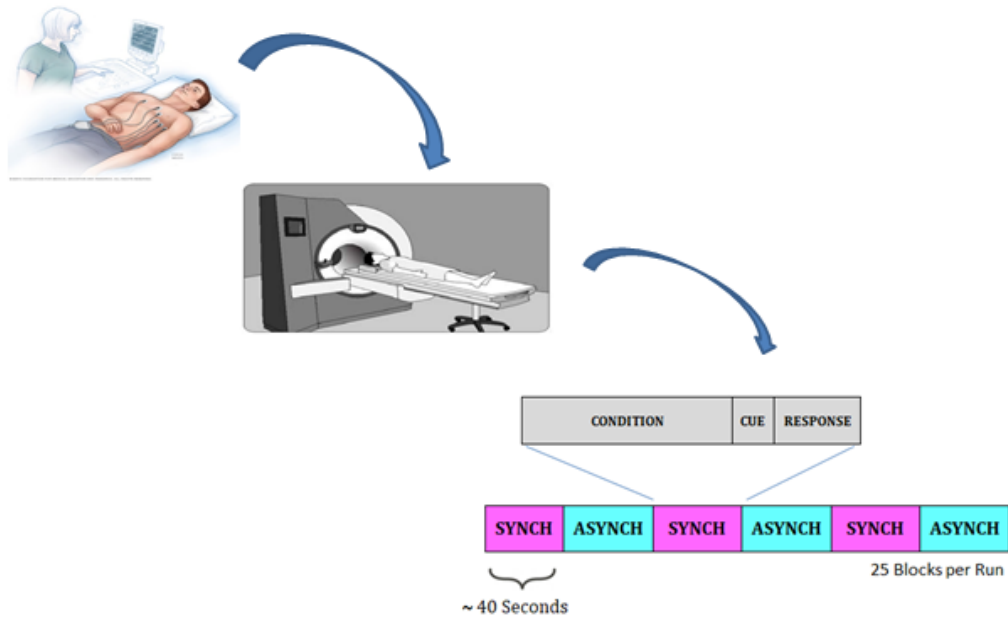 CONDITION CUE RESPONSE
SYNCH ASYNCH SYNCH ASYNCH SYNCH ASYNCH
25 Blocks per Run
~ 40 Seconds